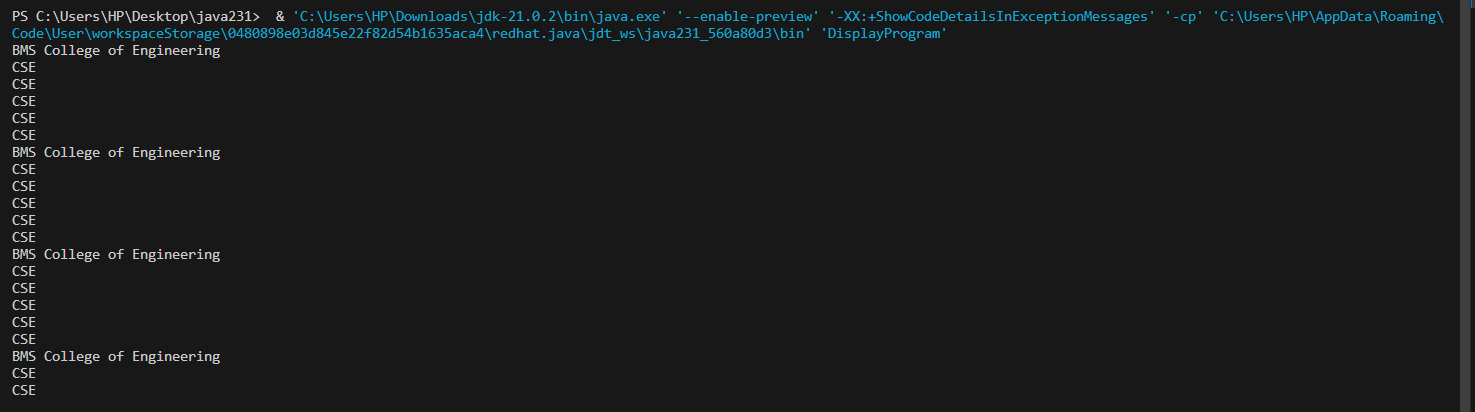 PS C:\Users\HP\Desktop\java231>  & 'C:\Users\HP\Downloads\jdk-21.0.2\bin\java.exe' '--enable-preview' '-XX:+ShowCodeDetailsInExceptionMessages' '-cp' 'C:\Users\HP\AppData\Roaming\
Code\User\workspaceStorage\0480898e03d845e22f82d54b1635aca4\redhat.java\jdt_ws\java231_560a80d3\bin' 'DisplayProgram'
BMS College of Engineering
CSE
CSE
CSE
CSE
CSE
BMS College of Engineering
CSE
CSE
CSE
CSE
CSE
BMS College of Engineering
CSE
CSE
CSE
CSE
CSE
BMS College of Engineering
CSE
CSE